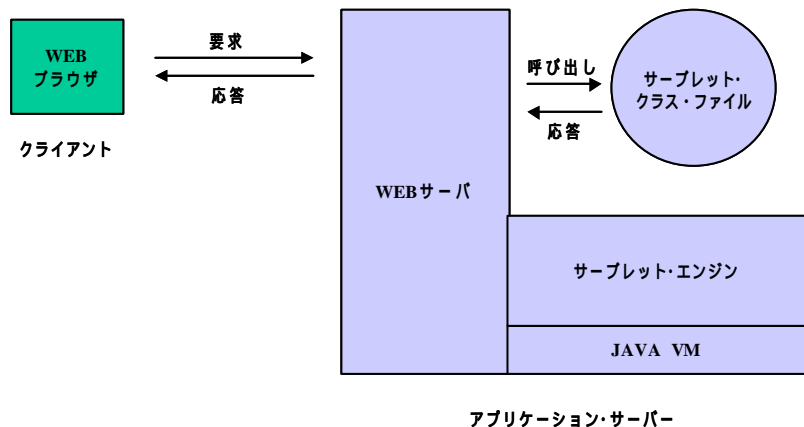 WEB
ブラウザ
クライアント
要求
応答
WEBサーバ
呼び出し
応答
サーブレット・
クラス・ファイル
サーブレット・エンジン
JAVA VM
アプリケーション・サーバー